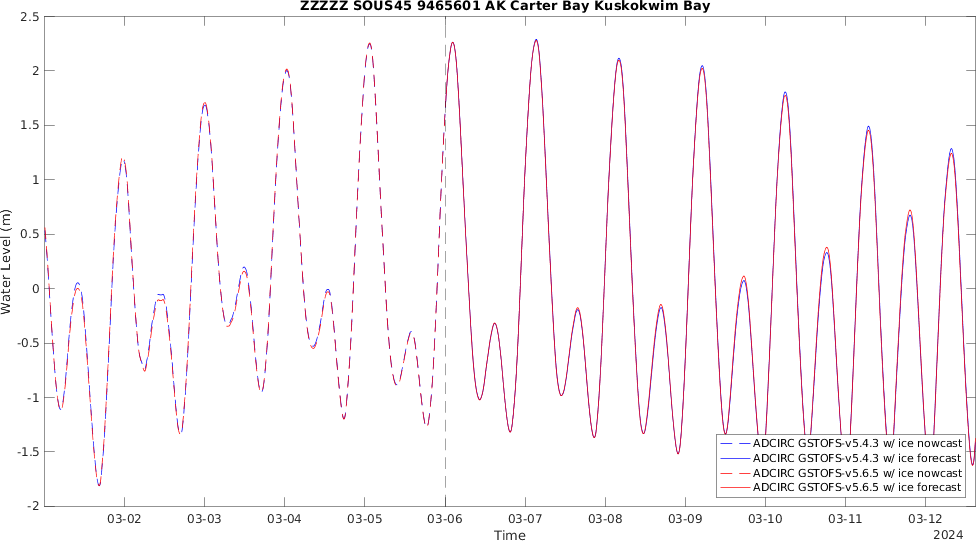 ZZZZZ SOUS45 9465601 AK Carter Bay Kuskokwim Bay
2.5
2
1.5
1
0.5
0
-0.5
-1
-1.5
-2
Water Level (m)
ADCIRC GSTOFS-v5.4.3 w/ ice nowcast
ADCIRC GSTOFS-v5.4.3 w/ ice forecast
ADCIRC GSTOFS-v5.6.5 w/ ice nowcast
ADCIRC GSTOFS-v5.6.5 w/ ice forecast
03-02 03-03 03-04 03-05 03-06 03-07 03-08 03-09 03-10 03-11 03-12
Time
2024